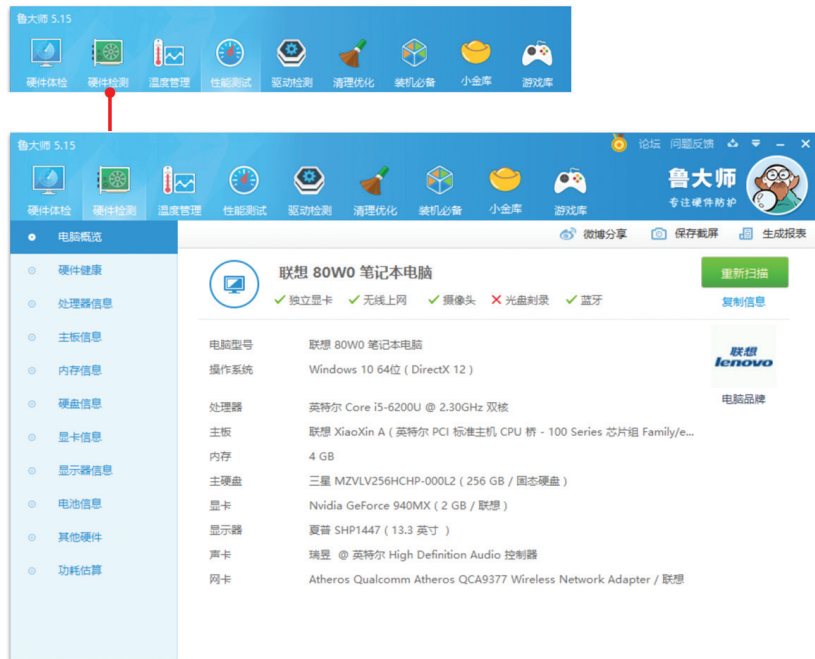 鲁大师 5.15
硬件体检 硬件检测 温度管理 性能测试 驱动检测 清理优化 装机必备 小金库 游戏库
鲁大师 5.15 论坛 问题反馈
硬件体检 硬件检测 温度管理 性能测试 驱动检测 清理优化 装机必备 小金库 游戏库
鲁大师
专注硬件防护
电脑概览
微博分享 保存截屏 生成报表
硬件健康
处理器信息
主板信息
内存信息
硬盘信息
显卡信息
显示器信息
电池信息
其他硬件
功耗估算
联想 80W0 笔记本电脑
独立显卡 无线上网 摄像头 光盘刻录 蓝牙
重新扫描
复制信息
电脑型号 联想 80W0 笔记本电脑
操作系统 Windows 10 64位 ( DirectX 12 )
处理器 英特尔 Core i5-6200U @ 2.30GHz 双核
主板 联想 XiaoXin A ( 英特尔 PCI 标准主机 CPU 桥 - 100 Series 芯片组 Family/e...
内存 4 GB
主硬盘 三星 MZVLV256HCHP-000L2 ( 256 GB / 固态硬盘 )
显卡 Nvidia GeForce 940MX ( 2 GB / 联想 )
显示器 夏普 SHP1447 ( 13.3 英寸 )
声卡 瑞昱 @ 英特尔 High Definition Audio 控制器
网卡 Atheros Qualcomm Atheros QCA9377 Wireless Network Adapter / 联想
联想
lenovo
电脑品牌